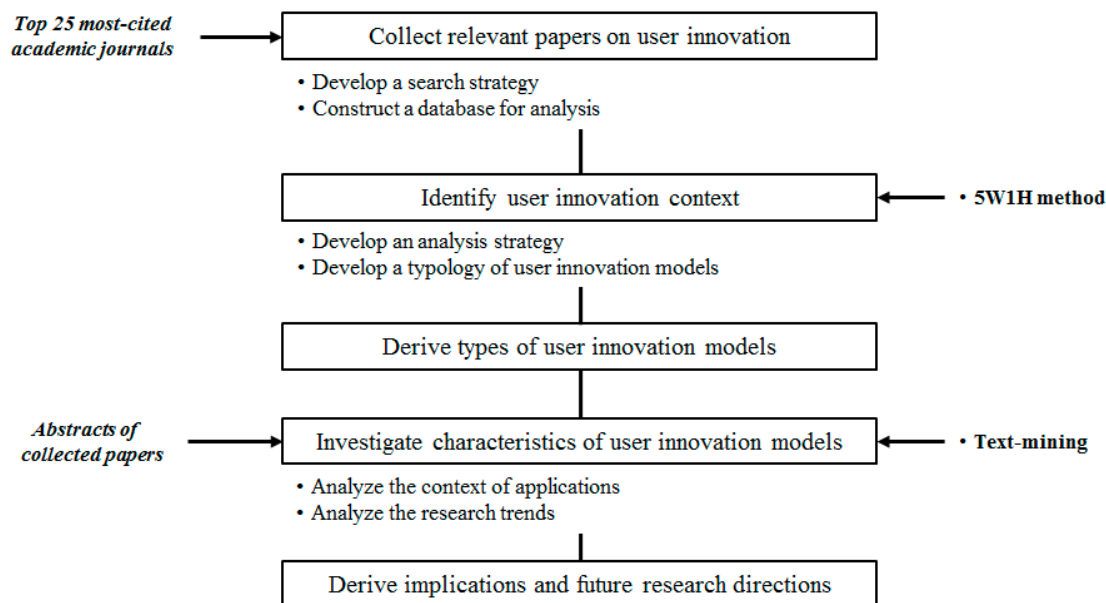 Top 25 most-cited
academic journals
Collect relevant papers on user innovation
• Develop a search strategy
• Construct a database for analysis
Identify user innovation context
• 5W1H method
• Develop an analysis strategy
• Develop a typology of user innovation models
Derive types of user innovation models
Abstracts of
collected papers
Investigate characteristics of user innovation models
• Text-mining
• Analyze the context of applications
• Analyze the research trends
Derive implications and future research directions